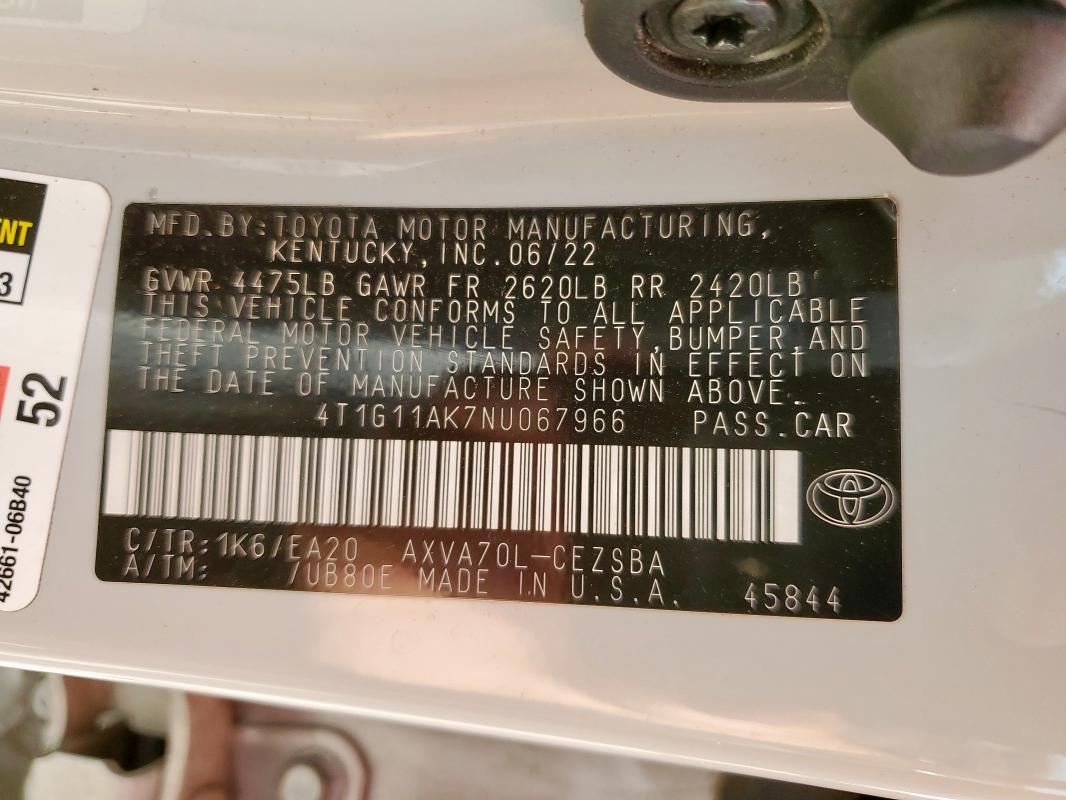 MFD.BY:TOYOTA MOTOR MANUFACTURING,
KENTUCKY,INC.06/22
GVWR 4475LB GAWR FR 2620LB RR 2420LB
THIS VEHICLE CONFORMS TO ALL APPLICABLE
FEDERAL MOTOR VEHICLE SAFETY,BUMPER,AND
THEFT PREVENTION STANDARDS IN EFFECT ON
THE DATE OF MANUFACTURE SHOWN ABOVE.
4T1G11AK7NU067966 PASS.CAR
C/TR:1K6/EA20 AXVA70L-CEZSBA
A/TM: /UB80E MADE IN U.S.A. 45844
3
52
42661-06B40